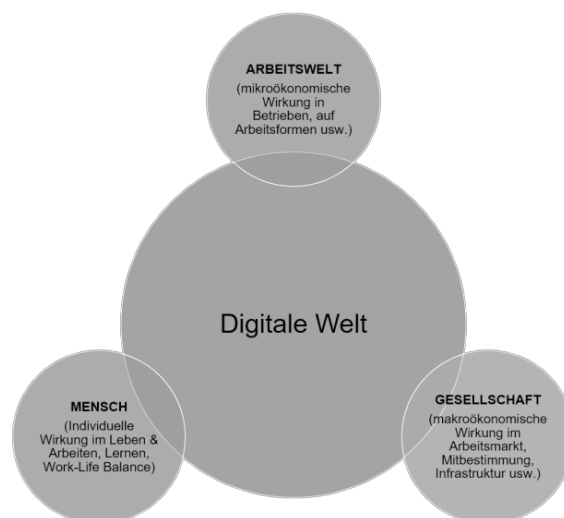 ARBEITSWELT
(mikroökonomische
Wirkung in
Betrieben, auf
Arbeitsformen usw.)
Digitale Welt
MENSCH
(Individuelle
Wirkung im Leben &
Arbeiten, Lernen,
Work-Life Balance)
GESELLSCHAFT
(makroökonomische
Wirkung im
Arbeitsmarkt,
Mitbestimmung,
Infrastruktur usw.)